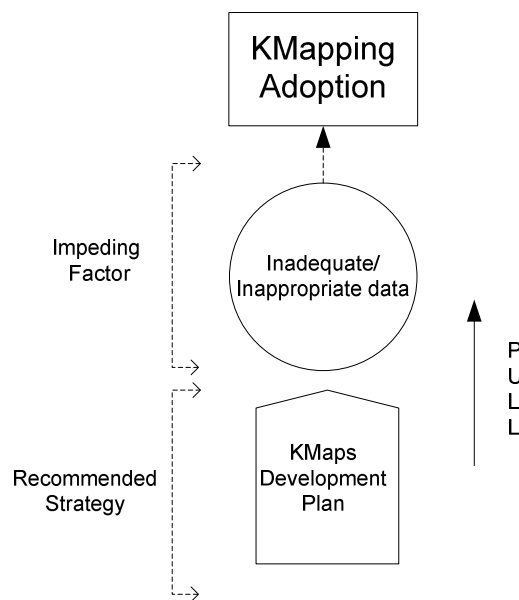 KMapping
Adoption
Impeding
Factor
Inadequate/
Inappropriate data
P
U
L
L
KMaps
Development
Plan
Recommended
Strategy